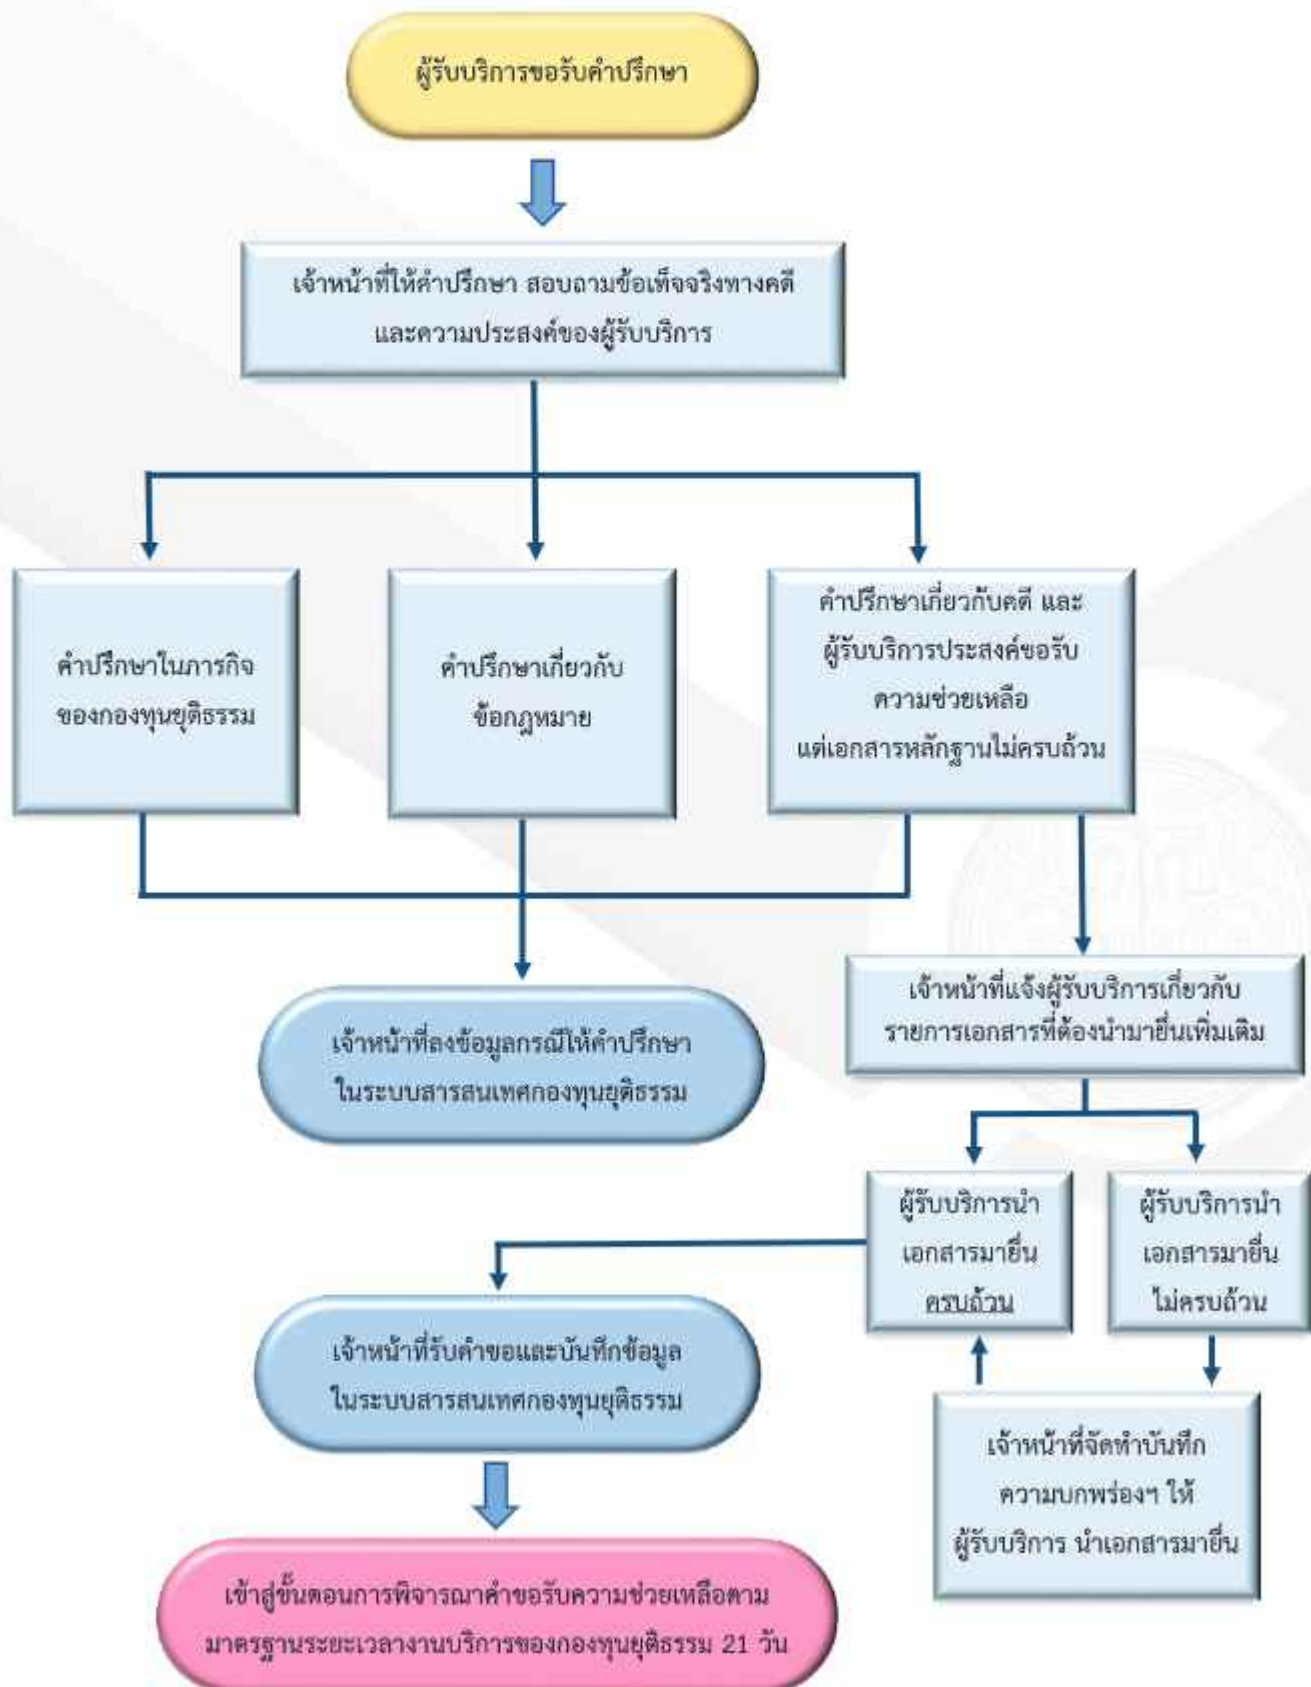 ผู้รับบริการขอรับคำปรึกษา
เจ้าหน้าที่ให้คำปรึกษา สอบถามข้อเท็จจริงทางคดี
และความประสงค์ของผู้รับบริการ
คำปรึกษาในภารกิจ
ของกองทุนยุติธรรม
คำปรึกษาเกี่ยวกับ
ข้อกฎหมาย
คำปรึกษาเกี่ยวกับคดี และ
ผู้รับบริการประสงค์ขอรับ
ความช่วยเหลือ
แต่เอกสารหลักฐานไม่ครบถ้วน
เจ้าหน้าที่ลงข้อมูลกรณีให้คำปรึกษา
ในระบบสารสนเทศกองทุนยุติธรรม
เจ้าหน้าที่แจ้งผู้รับบริการเกี่ยวกับ
รายการเอกสารที่ต้องนำมายื่นเพิ่มเติม
ผู้รับบริการนำ
เอกสารมายื่น
ครบถ้วน
ผู้รับบริการนำ
เอกสารมายื่น
ไม่ครบถ้วน
เจ้าหน้าที่รับคำขอและบันทึกข้อมูล
ในระบบสารสนเทศกองทุนยุติธรรม
เจ้าหน้าที่จัดทำบันทึก
ความบกพร่องฯ ให้
ผู้รับบริการ นำเอกสารมายื่น
เข้าสู่ขั้นตอนการพิจารณาคำขอรับความช่วยเหลือตาม
มาตรฐานระยะเวลางานบริการของกองทุนยุติธรรม 21 วัน